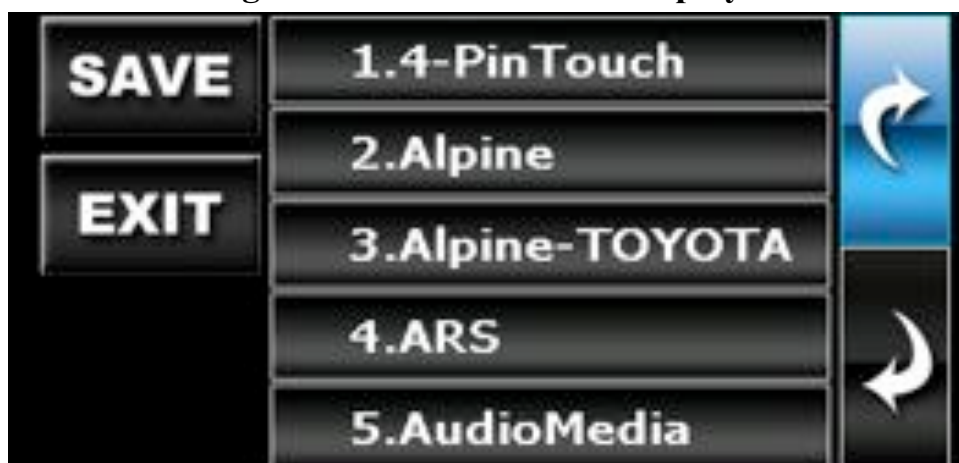 SAVE
EXIT
1.4-PinTouch
2.Alpine
3.Alpine-TOYOTA
4.ARS
5.AudioMedia